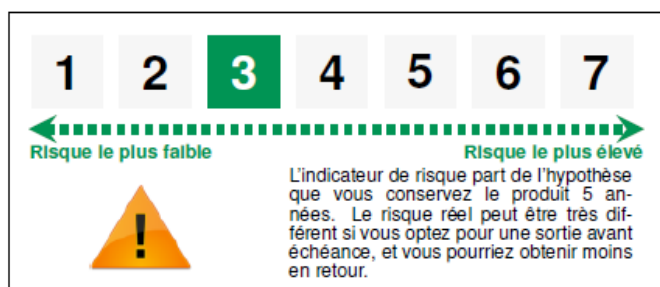 1 2 3 4 5 6 7
Risque le plus faible Risque le plus élevé
L'indicateur de risque part de l'hypothèse
que vous conservez le produit 5 an-
nées. Le risque réel peut être très dif-
férent si vous optez pour une sortie avant
échéance, et vous pourriez obtenir moins
en retour.